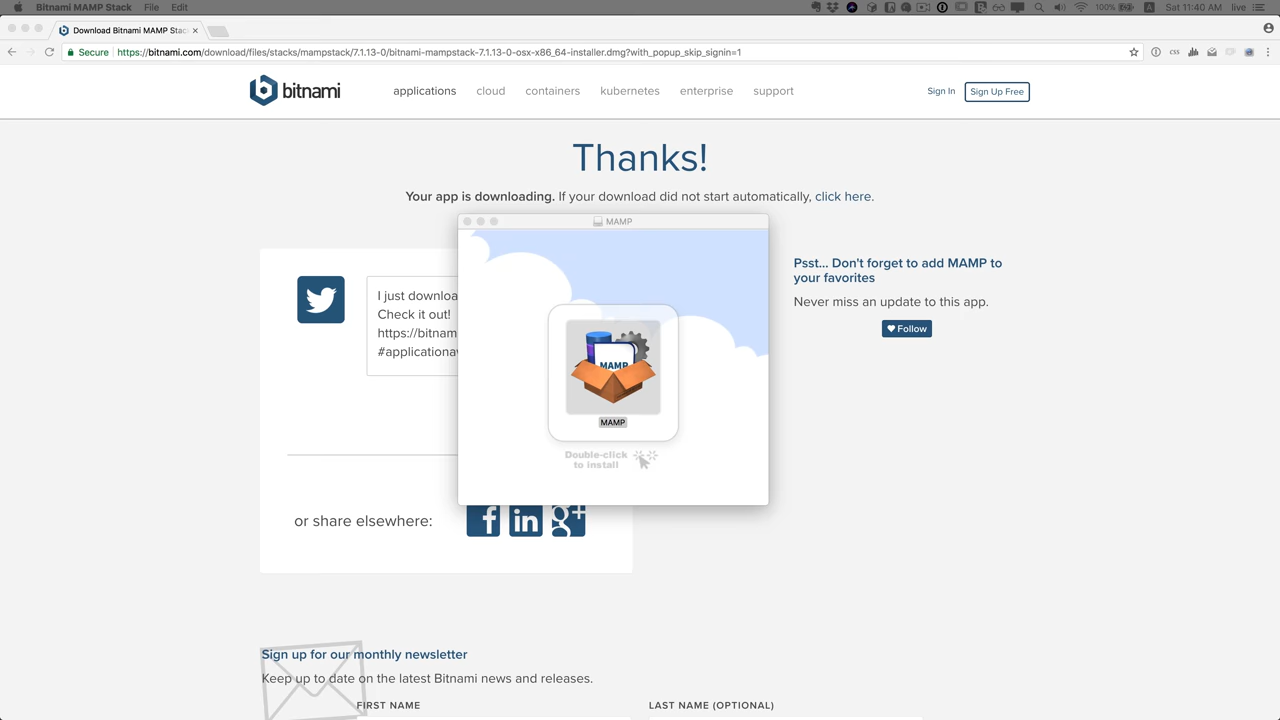 Bitnami MAMP Stack File Edit
100% Sat 11:40 AM live
Download Bitnami MAMP Stac
Secure https://bitnami.com/download/files/stacks/mampstack/7.1.13-0/bitnami-mampstack-7.1.13-0-osx-x86_64-installer.dmg?with_popup_skip_signin=1
css
bitnami applications cloud containers kubernetes enterprise support Sign In Sign Up Free
Thanks!
Your app is downloading. If your download did not start automatically, click here.
MAMP
I just downloa
Check it out!
https://bitnam
#applicationaw
MAMP
MAMP
Double-click
to install
Psst... Don't forget to add MAMP to
your favorites
Never miss an update to this app.
Follow
or share elsewhere: f in g+
Sign up for our monthly newsletter
Keep up to date on the latest Bitnami news and releases.
FIRST NAME LAST NAME (OPTIONAL)